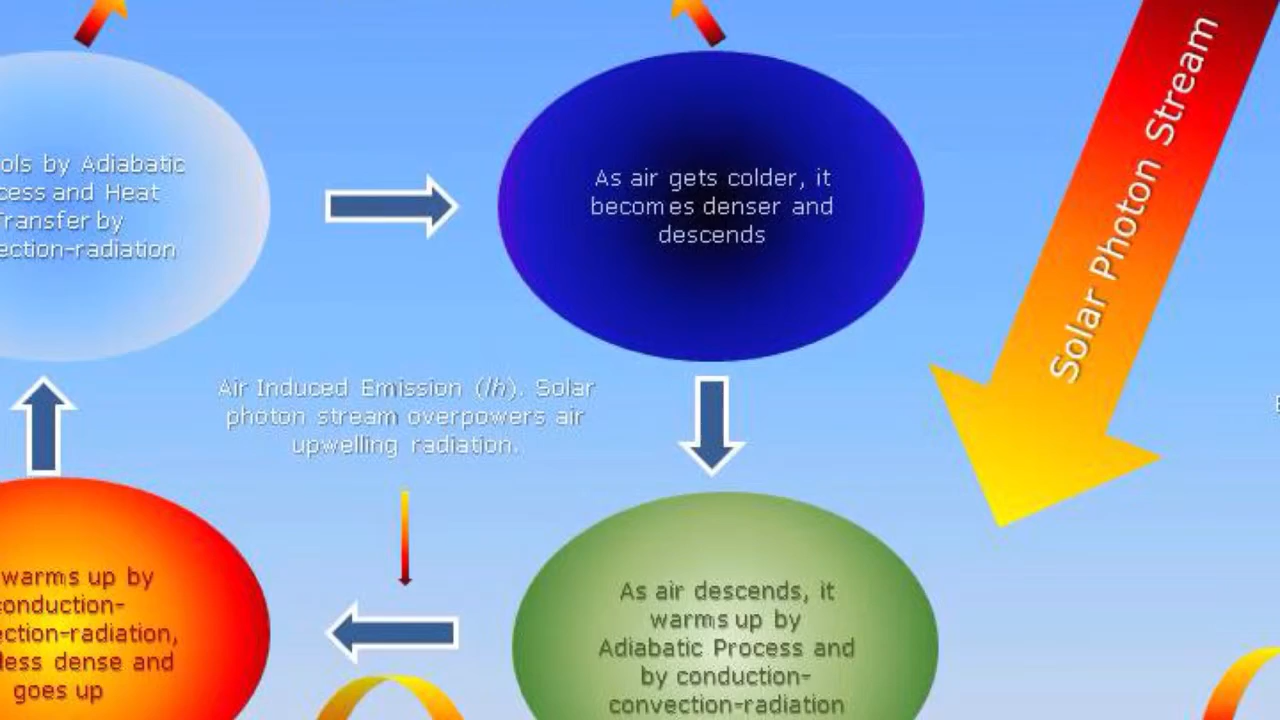 ols by Adiabatic
cess and Heat
ransfer by
ection-radiation
As air gets colder, it
becomes denser and
descends
Solar Photon Stream
Air Induced Emission (Ih). Solar
photon stream overpowers air
upwelling radiation.
warms up by
onduction-
ection-radiation,
less dense and
goes up
As air descends, it
warms up by
Adiabatic Process and
by conduction-
convection-radiation